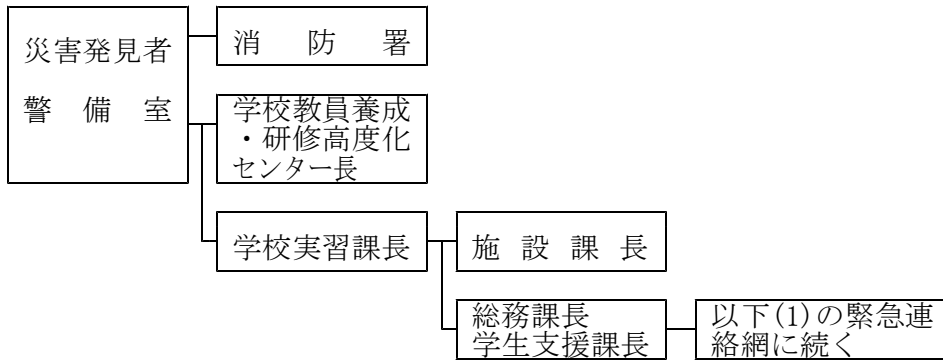 災害発見者
警備室
消防署
学校教員養成
・研修高度化
センター長
学校実習課長
施設課長
総務課長
学生支援課長
以下(1)の緊急連
絡網に続く